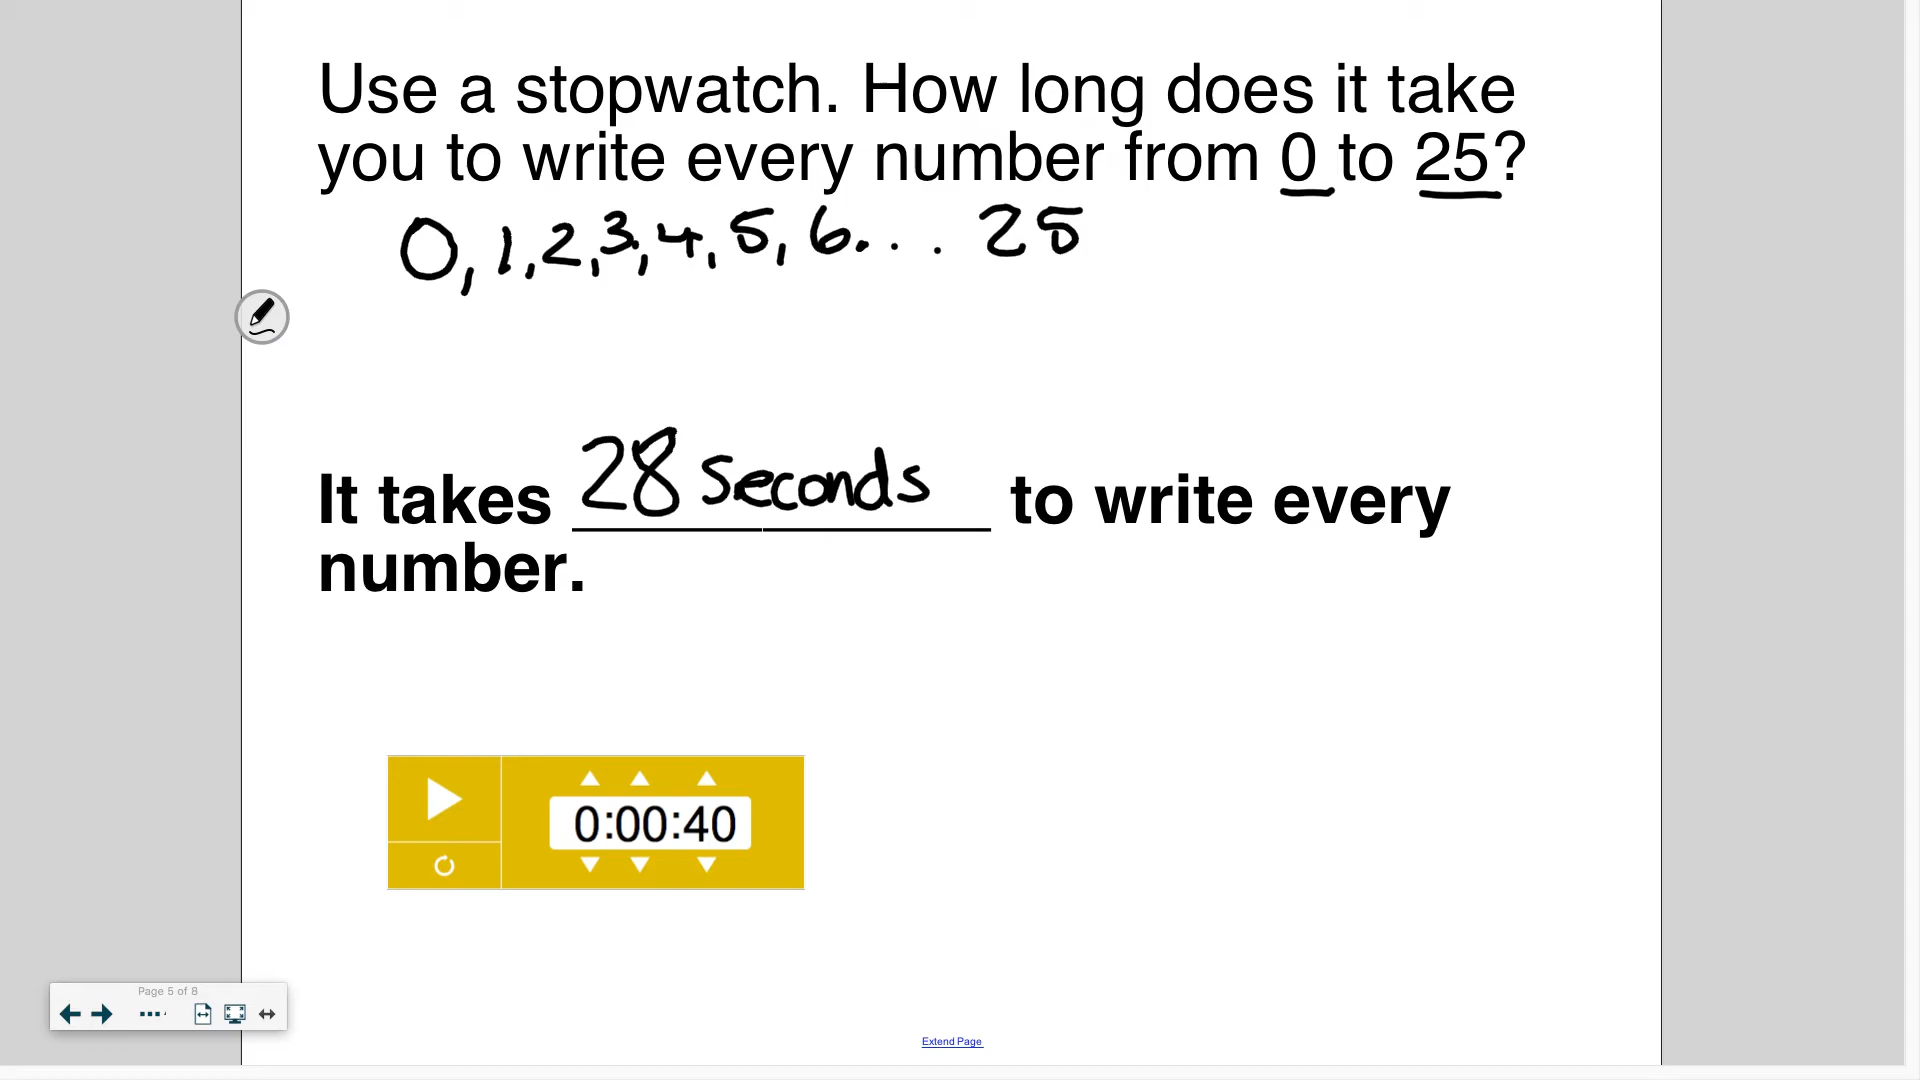 Use a stopwatch. How long does it take
you to write every number from 0 to 25?
0, 1, 2, 3, 4, 5, 6... 25
It takes 28 seconds to write every
number.
0:00:40
Page 5 of 8
Extend Page